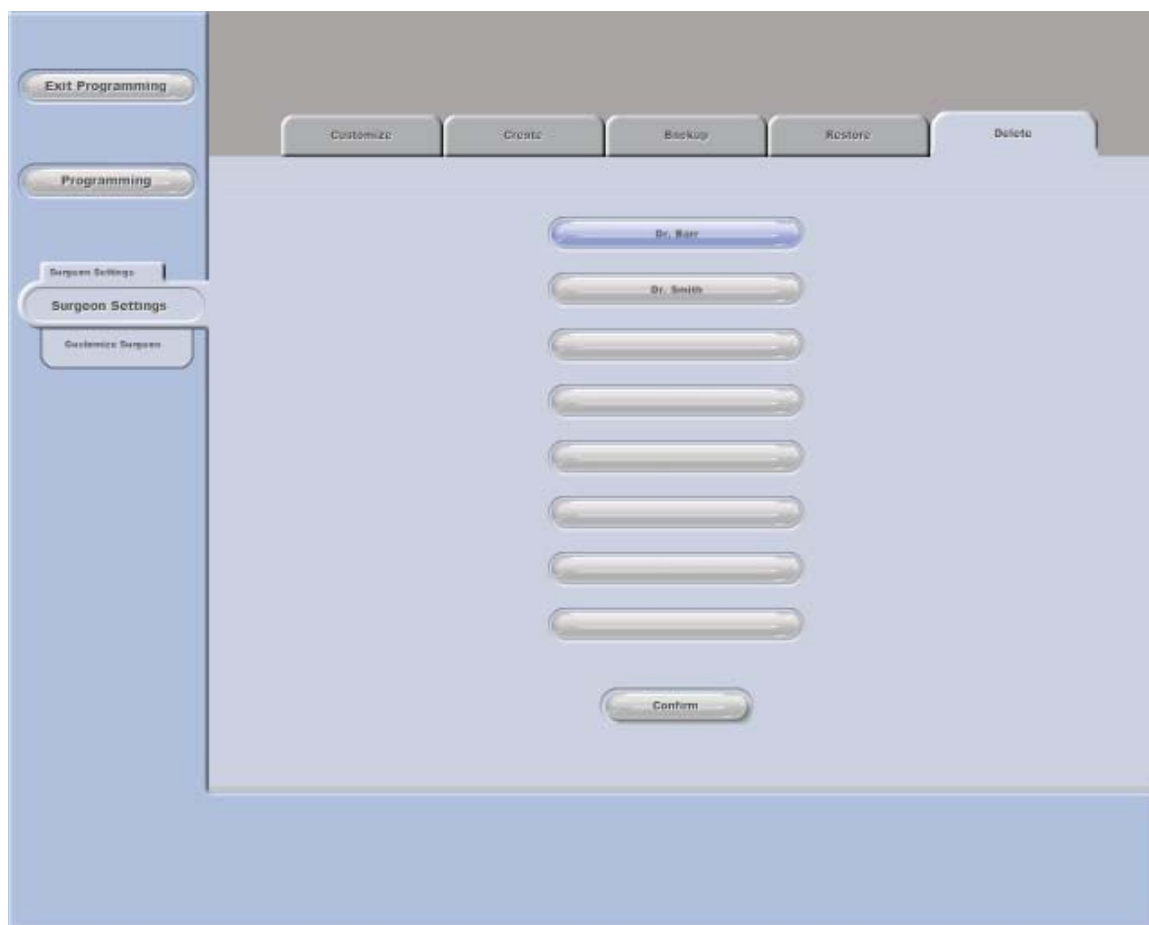 Exit Programming
Customize
Create
Backup
Restore
Delete
Programming
Dr. Barr
Surgeon Settings
Dr. Smith
Surgeon Settings
Customize Surgeon
Confirm